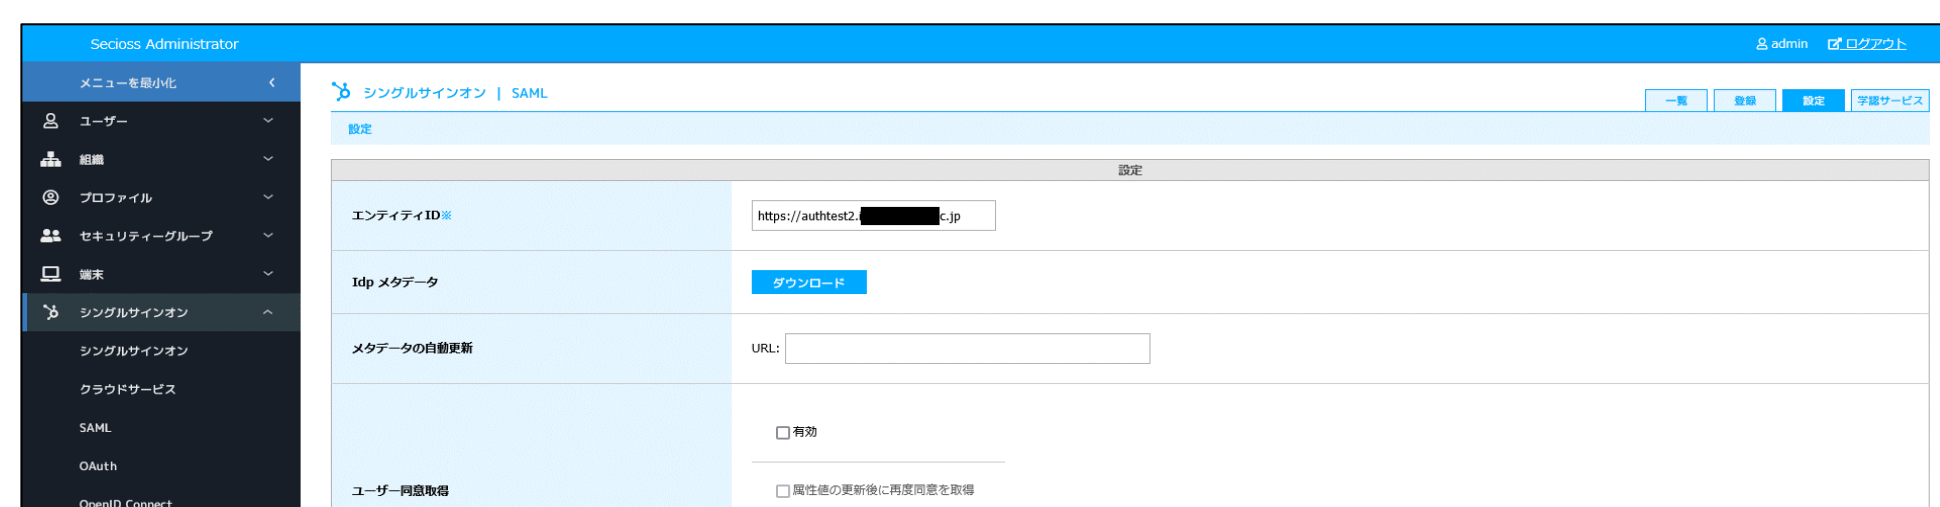 Secioss Administrator
admin ログアウト
メニューを最小化
シングルサインオン | SAML
一覧 登録 設定 学認サービス
ユーザー
設定
組織
設定
プロファイル
エンティティID※
https://authtest2. c.jp
セキュリティーグループ
端末
Idp メタデータ
ダウンロード
シングルサインオン
シングルサインオン
メタデータの自動更新
URL:
クラウドサービス
SAML
有効
OAuth
ユーザー同意取得
属性値の更新後に再度同意を取得
OpenID Connect